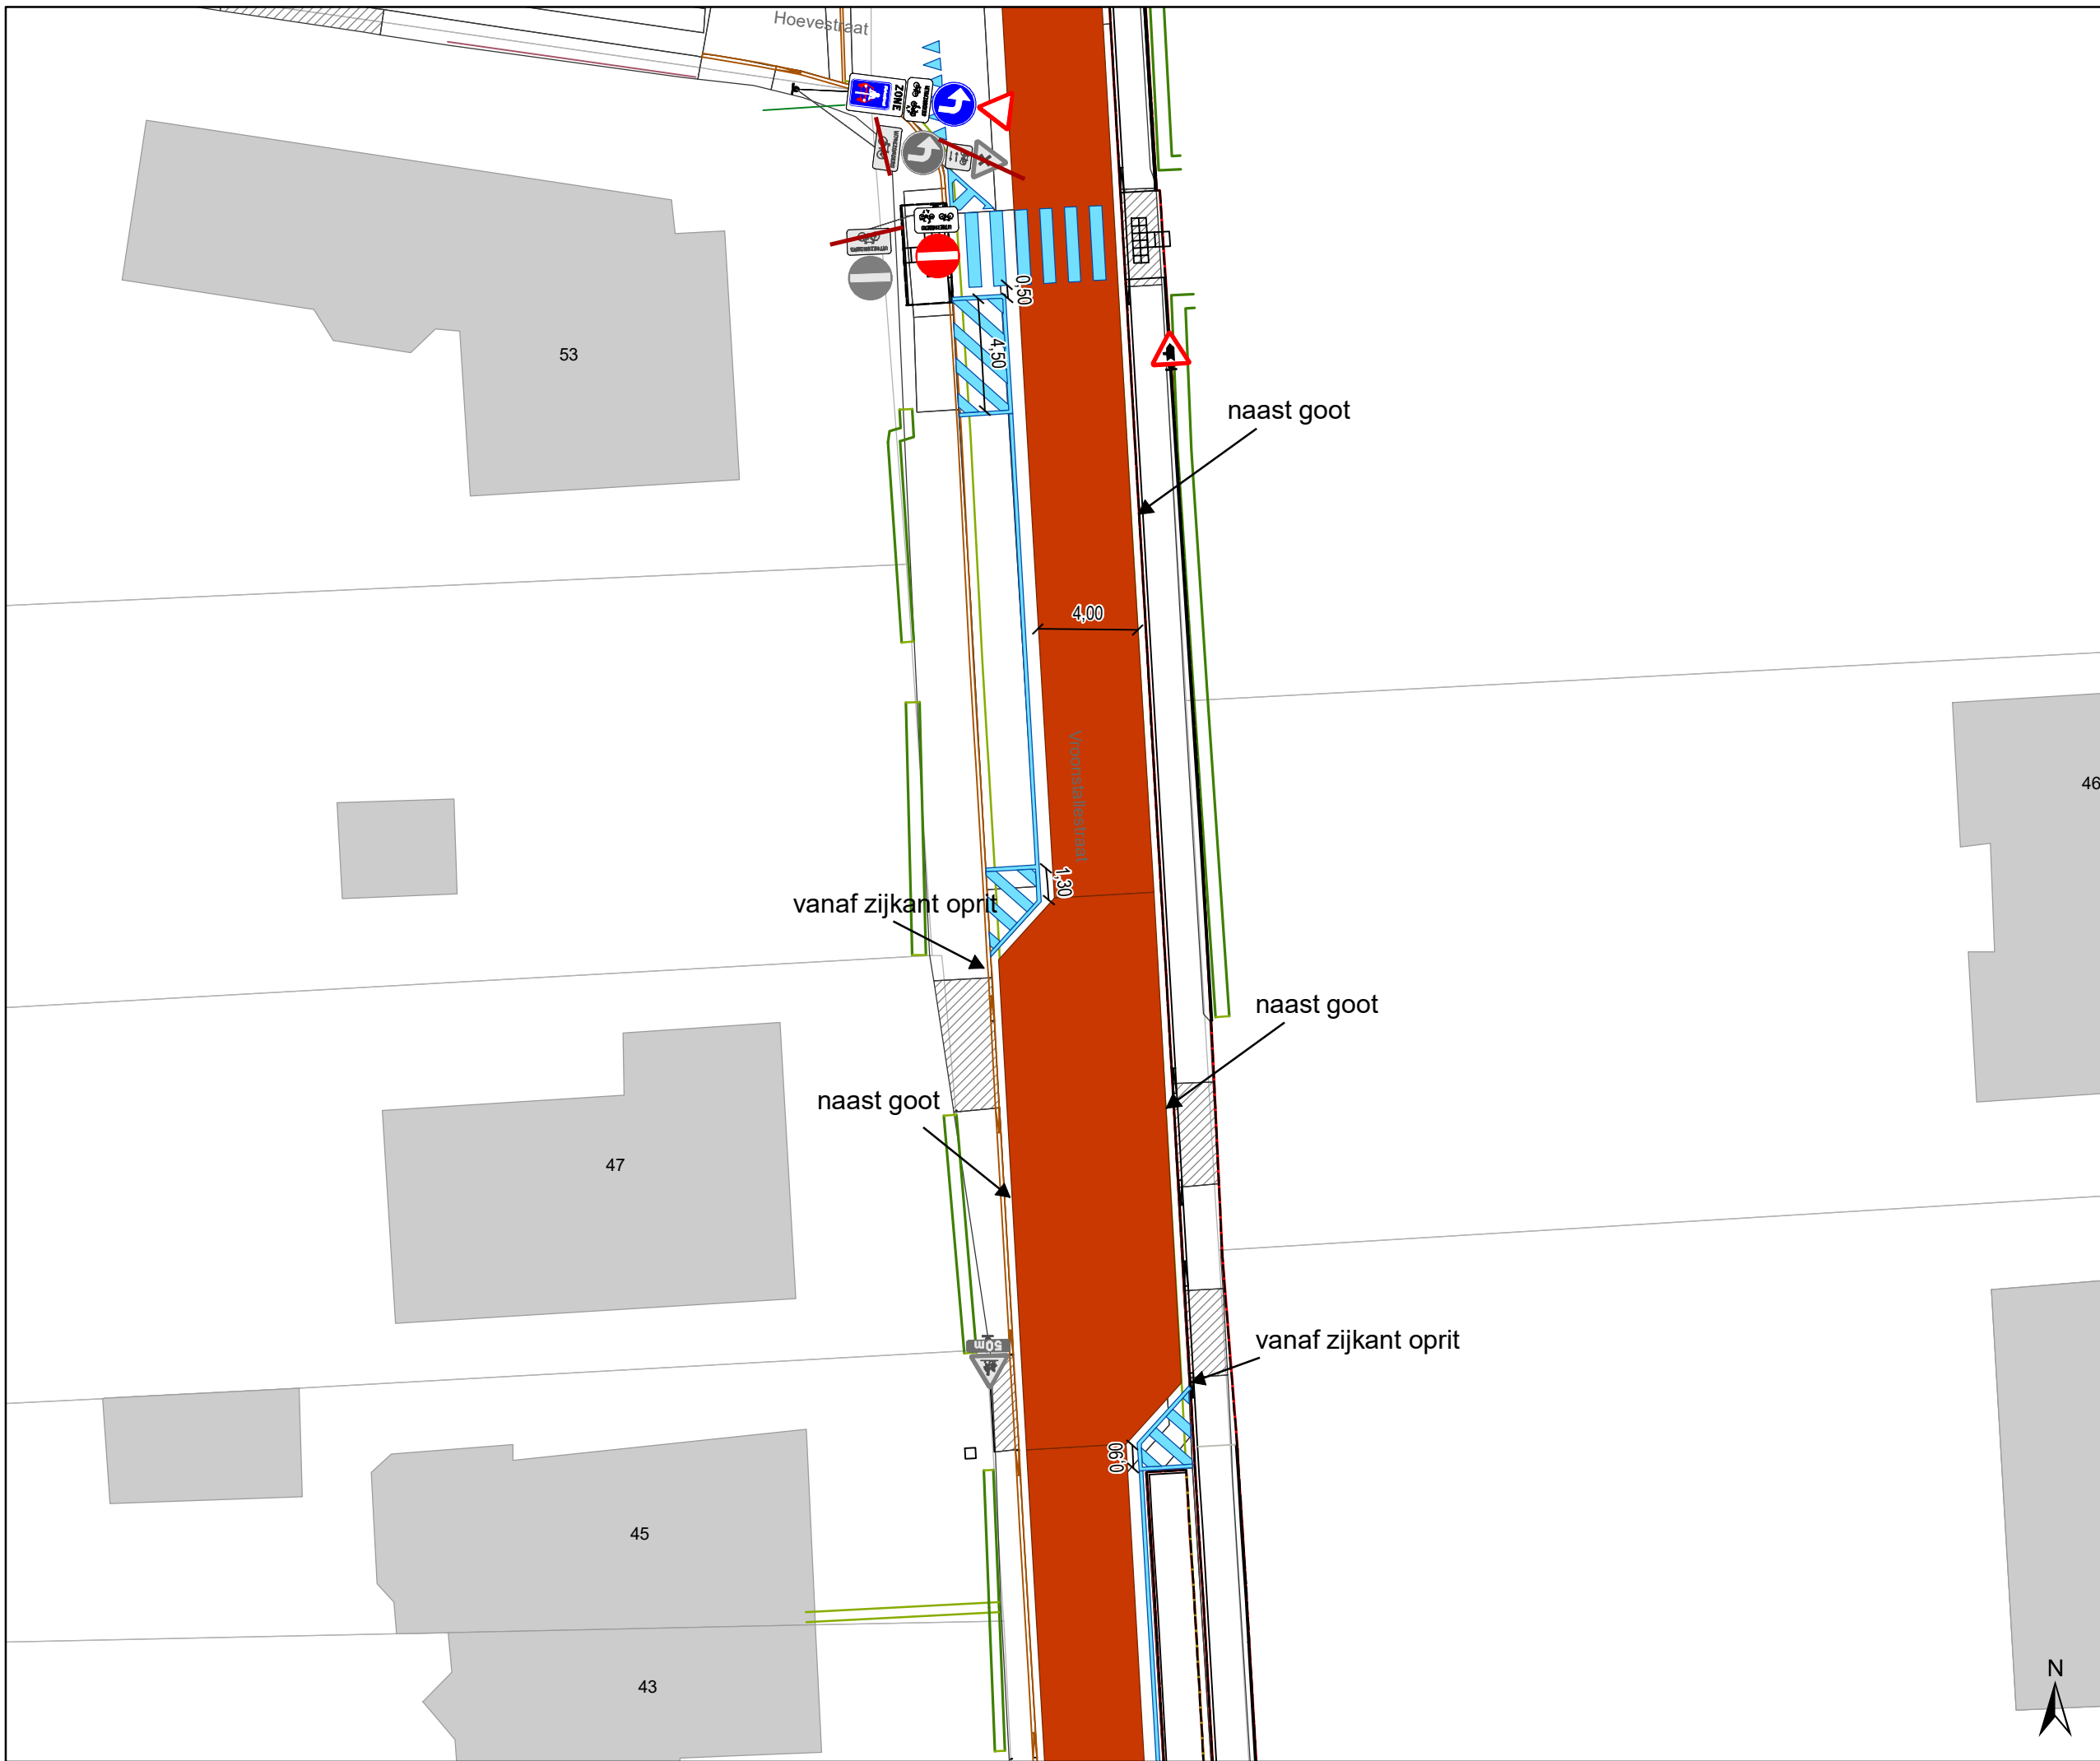 Hoevestraat
ZONE
0,50
53
4,50
naast goot
4,00
Vroonstallestraat
46
1,30
vanaf zijkant oprit
naast goot
naast goot
47
vanaf zijkant oprit
50m
0,90
45
43
N